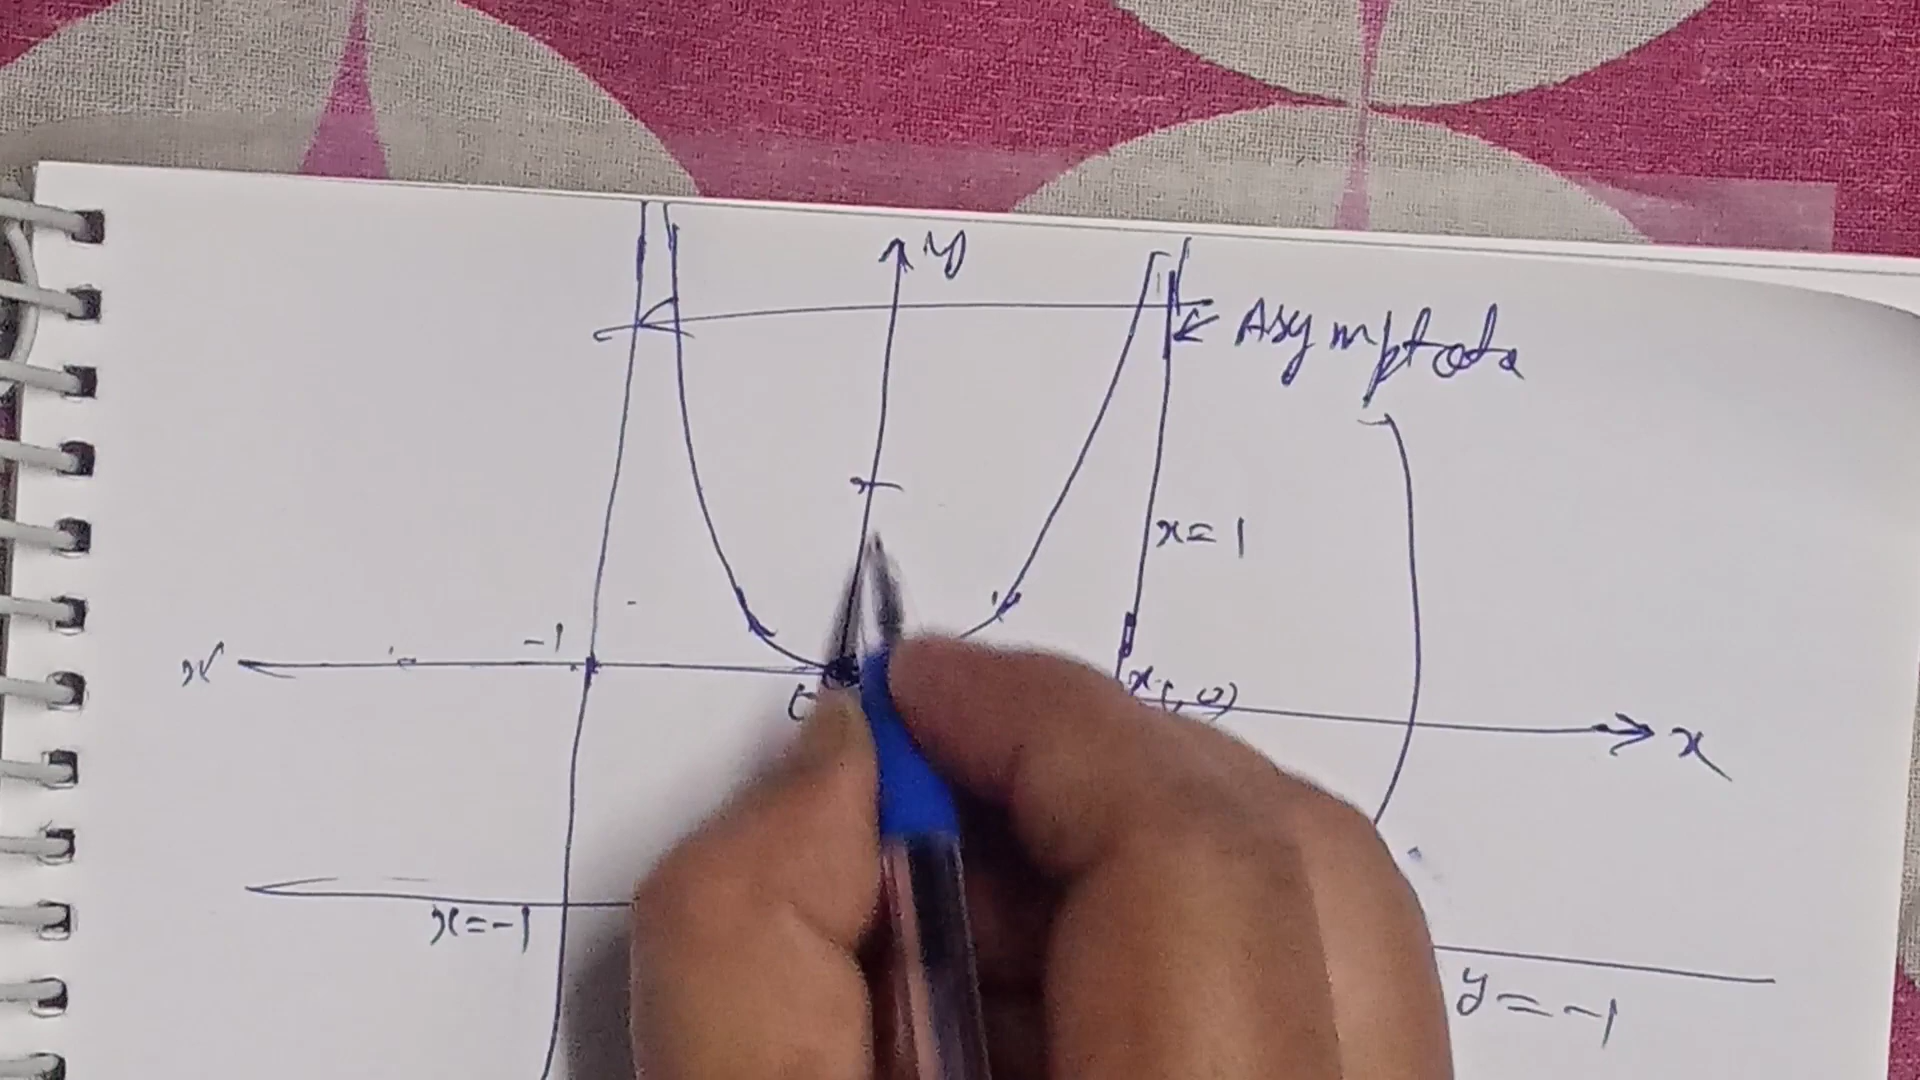 y
Asymptote
x = 1
-1
x
x
x = -1
y = -1